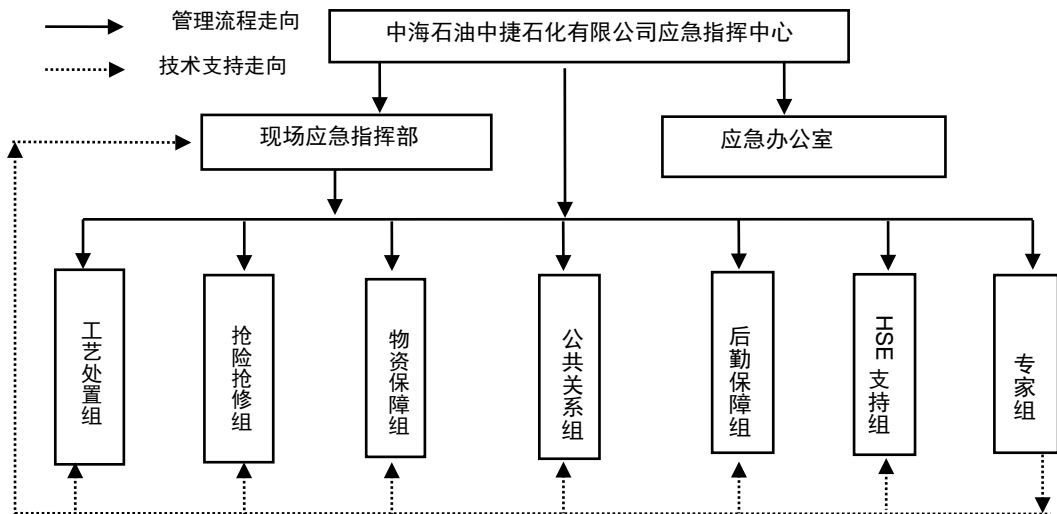 管理流程走向
中海石油中捷石化有限公司应急指挥中心
技术支持走向
现场应急指挥部
应急办公室
工艺处置组
抢险抢修组
物资保障组
公共关系组
后勤保障组
HSE 支持组
专家组